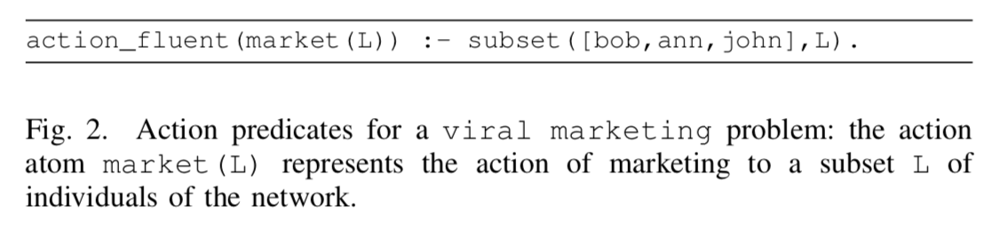 action_fluent(market(L)) :- subset([bob,ann,john],L).
Fig. 2. Action predicates for a viral marketing problem: the action
atom market(L) represents the action of marketing to a subset L of
individuals of the network.